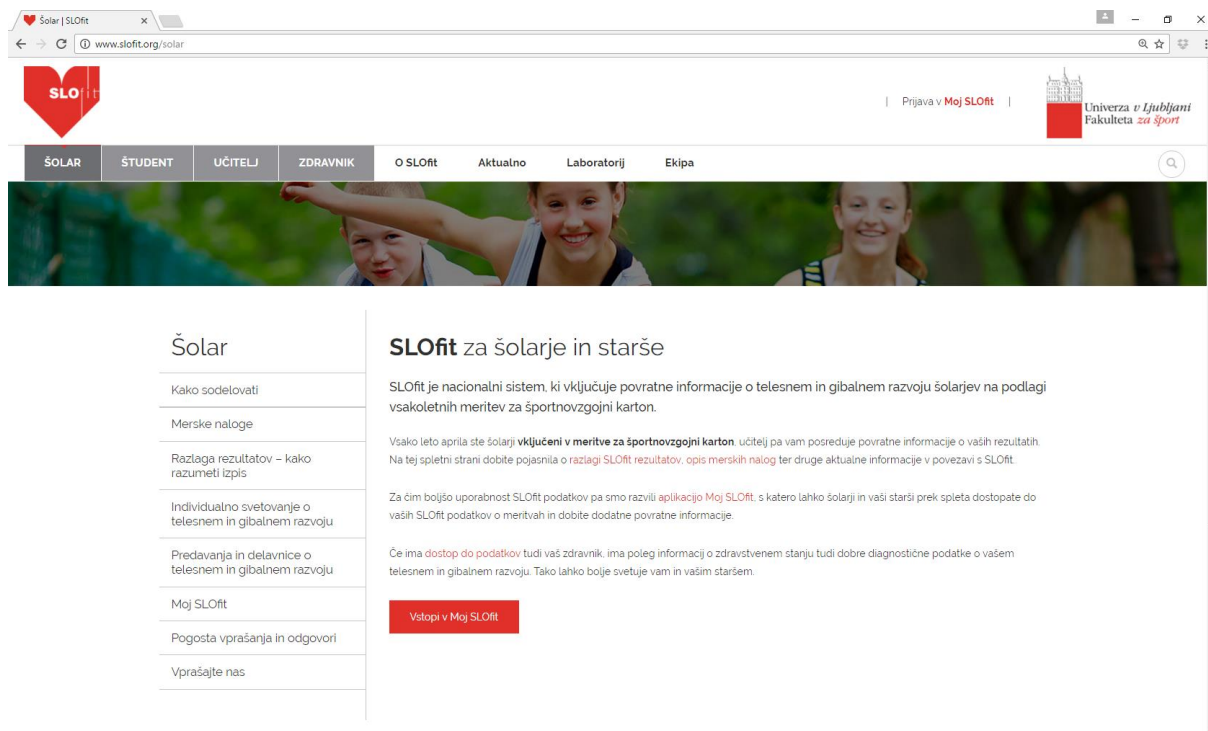 Šolar | SLOfit
www.slofit.org/solar
SLOfit
| Prijava v Moj SLOfit |
Univerza v Ljubljani
Fakulteta za šport
ŠOLAR ŠTUDENT UČITELJ ZDRAVNIK O SLOfit Aktualno Laboratorij Ekipa
Šolar
Kako sodelovati
Merske naloge
Razlaga rezultatov – kako
razumeti izpis
Individualno svetovanje o
telesnem in gibalnem razvoju
Predavanja in delavnice o
telesnem in gibalnem razvoju
Moj SLOfit
Pogosta vprašanja in odgovori
Vprašajte nas
SLOfit za šolarje in starše
SLOfit je nacionalni sistem, ki vključuje povratne informacije o telesnem in gibalnem razvoju šolarjev na podlagi
vsakoletnih meritev za športnovzgojni karton.
Vsako leto aprila ste šolarji vključeni v meritve za športnovzgojni karton, učitelj pa vam posreduje povratne informacije o vaših rezultatih.
Na tej spletni strani dobite pojasnila o razlagi SLOfit rezultatov, opis merskih nalog ter druge aktualne informacije v povezavi s SLOfit.
Za čim boljšo uporabnost SLOfit podatkov pa smo razvili aplikacijo Moj SLOfit, s katero lahko šolarji in vaši starši prek spleta dostopate do
vaših SLOfit podatkov o meritvah in dobite dodatne povratne informacije.
Če ima dostop do podatkov tudi vaš zdravnik, ima poleg informacij o zdravstvenem stanju tudi dobre diagnostične podatke o vašem
telesnem in gibalnem razvoju. Tako lahko bolje svetuje vam in vašim staršem.
Vstopi v Moj SLOfit